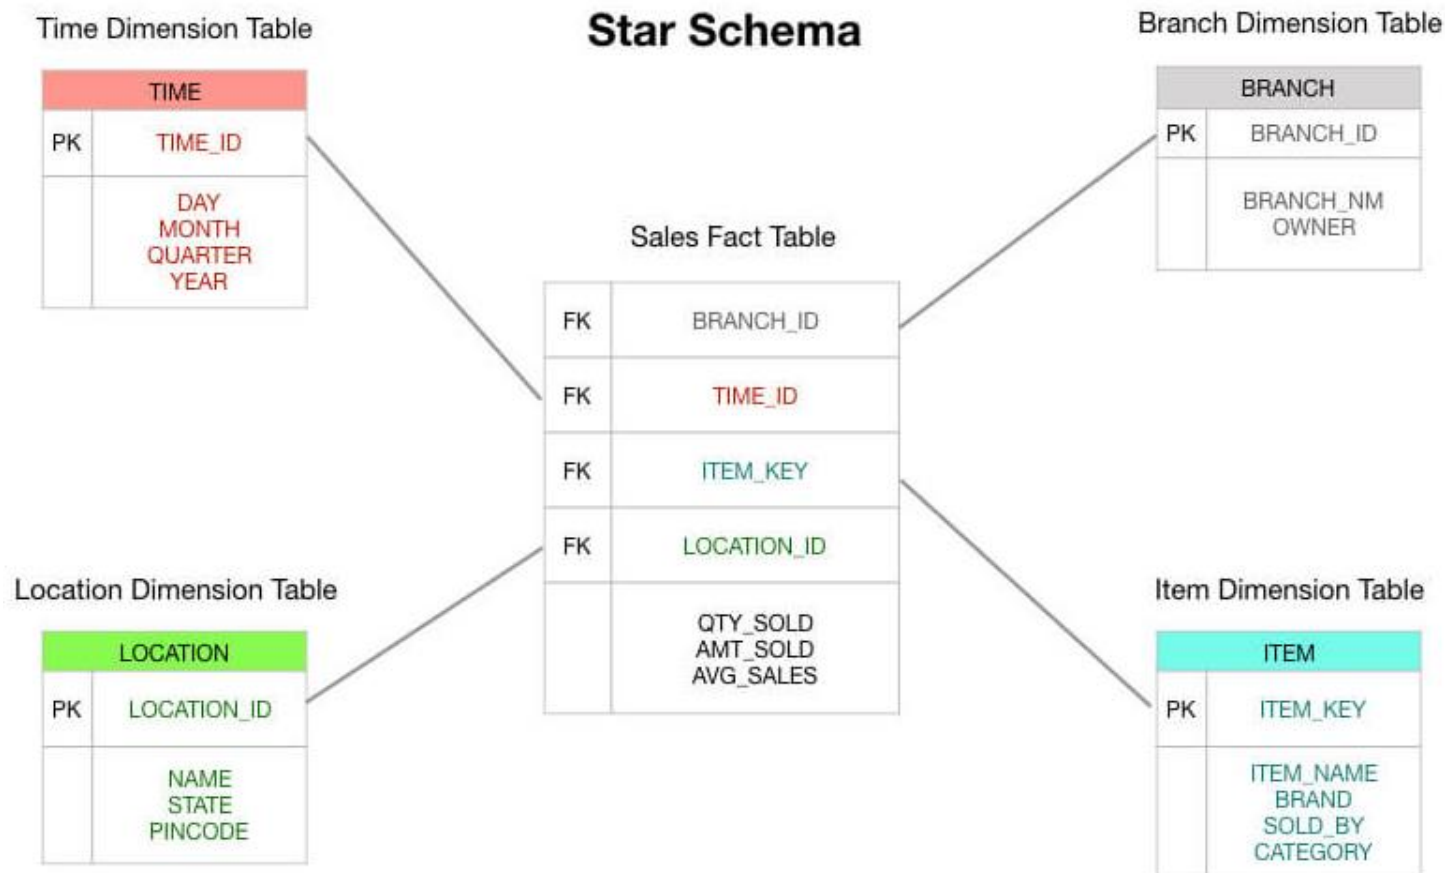 Star Schema
Time Dimension Table
TIME
PK TIME_ID
DAY
MONTH
QUARTER
YEAR
Branch Dimension Table
BRANCH
PK BRANCH_ID
BRANCH_NM
OWNER
Sales Fact Table
FK BRANCH_ID
FK TIME_ID
FK ITEM_KEY
FK LOCATION_ID
QTY_SOLD
AMT_SOLD
AVG_SALES
Location Dimension Table
LOCATION
PK LOCATION_ID
NAME
STATE
PINCODE
Item Dimension Table
ITEM
PK ITEM_KEY
ITEM_NAME
BRAND
SOLD_BY
CATEGORY